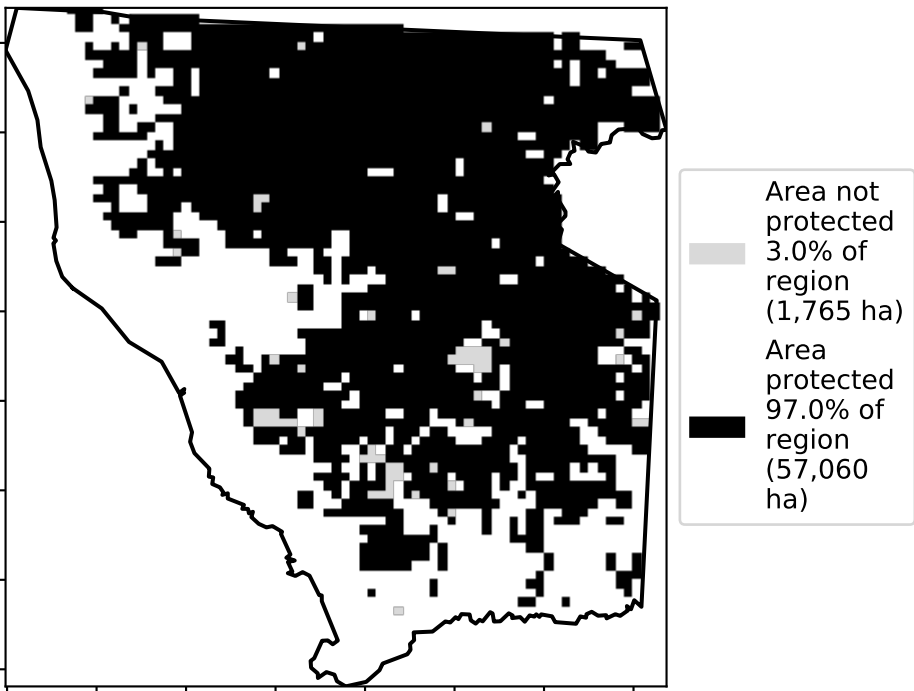 Area not
protected
3.0% of
region
(1,765 ha)
Area
protected
97.0% of
region
(57,060
ha)